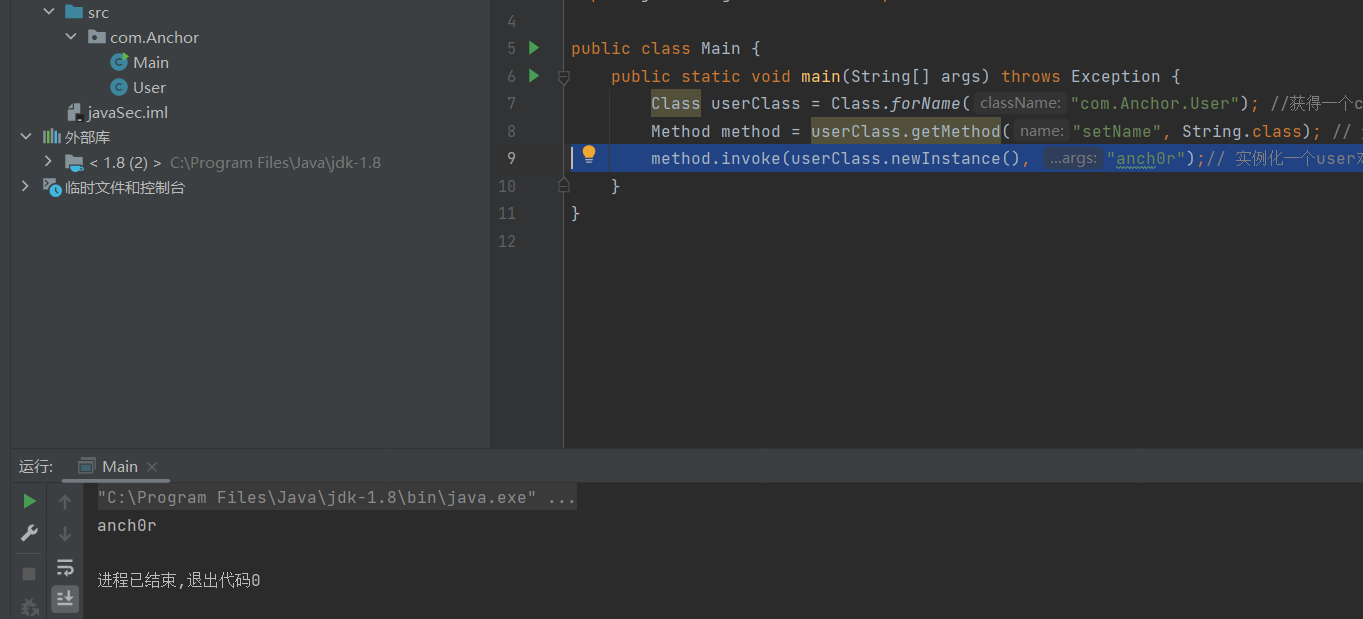 src
com.Anchor
Main
User
javaSec.iml
外部库
< 1.8 (2) > C:\Program Files\Java\jdk-1.8
临时文件和控制台
4
5 public class Main {
6 public static void main(String[] args) throws Exception {
7 Class userClass = Class.forName( className: "com.Anchor.User"); //获得一个c
8 Method method = userClass.getMethod( name: "setName", String.class); //
9 method.invoke(userClass.newInstance(), ...args: "anch0r");// 实例化一个user对
10 }
11 }
12
运行: Main
"C:\Program Files\Java\jdk-1.8\bin\java.exe" ...
anch0r
进程已结束,退出代码0